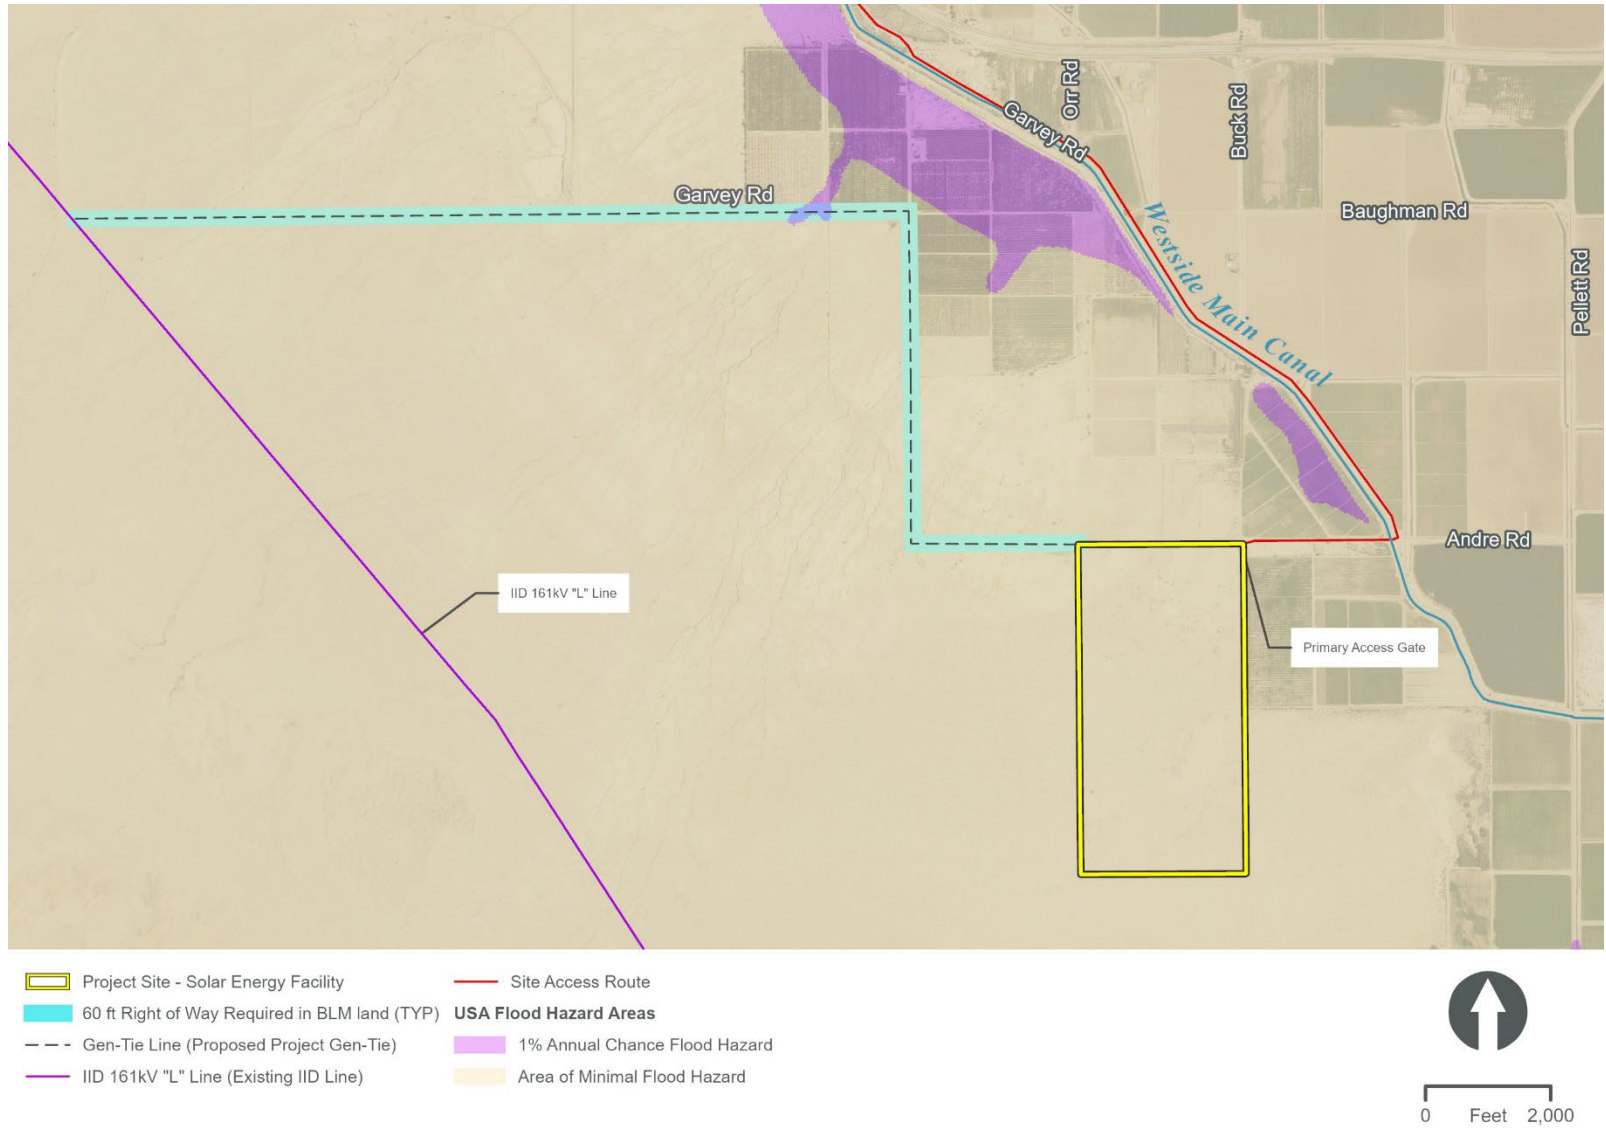 Orr Rd
Buck Rd
Garvey Rd
Garvey Rd
Baughman Rd
Westside Main Canal
Pellett Rd
Andre Rd
IID 161kV "L" Line
Primary Access Gate
Project Site - Solar Energy Facility
60 ft Right of Way Required in BLM land (TYP)
Gen-Tie Line (Proposed Project Gen-Tie)
IID 161kV "L" Line (Existing IID Line)
Site Access Route
USA Flood Hazard Areas
1% Annual Chance Flood Hazard
Area of Minimal Flood Hazard
0 Feet 2,000